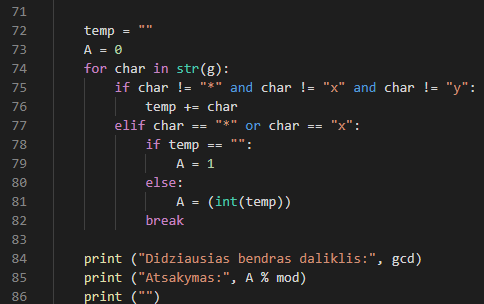 71
72 temp = ""
73 A = 0
74 for char in str(g):
75 if char != "*" and char != "x" and char != "y":
76 temp += char
77 elif char == "*" or char == "x":
78 if temp == "":
79 A = 1
80 else:
81 A = (int(temp))
82 break
83
84 print ("Didziausias bendras daliklis:", gcd)
85 print ("Atsakymas:", A % mod)
86 print ("")